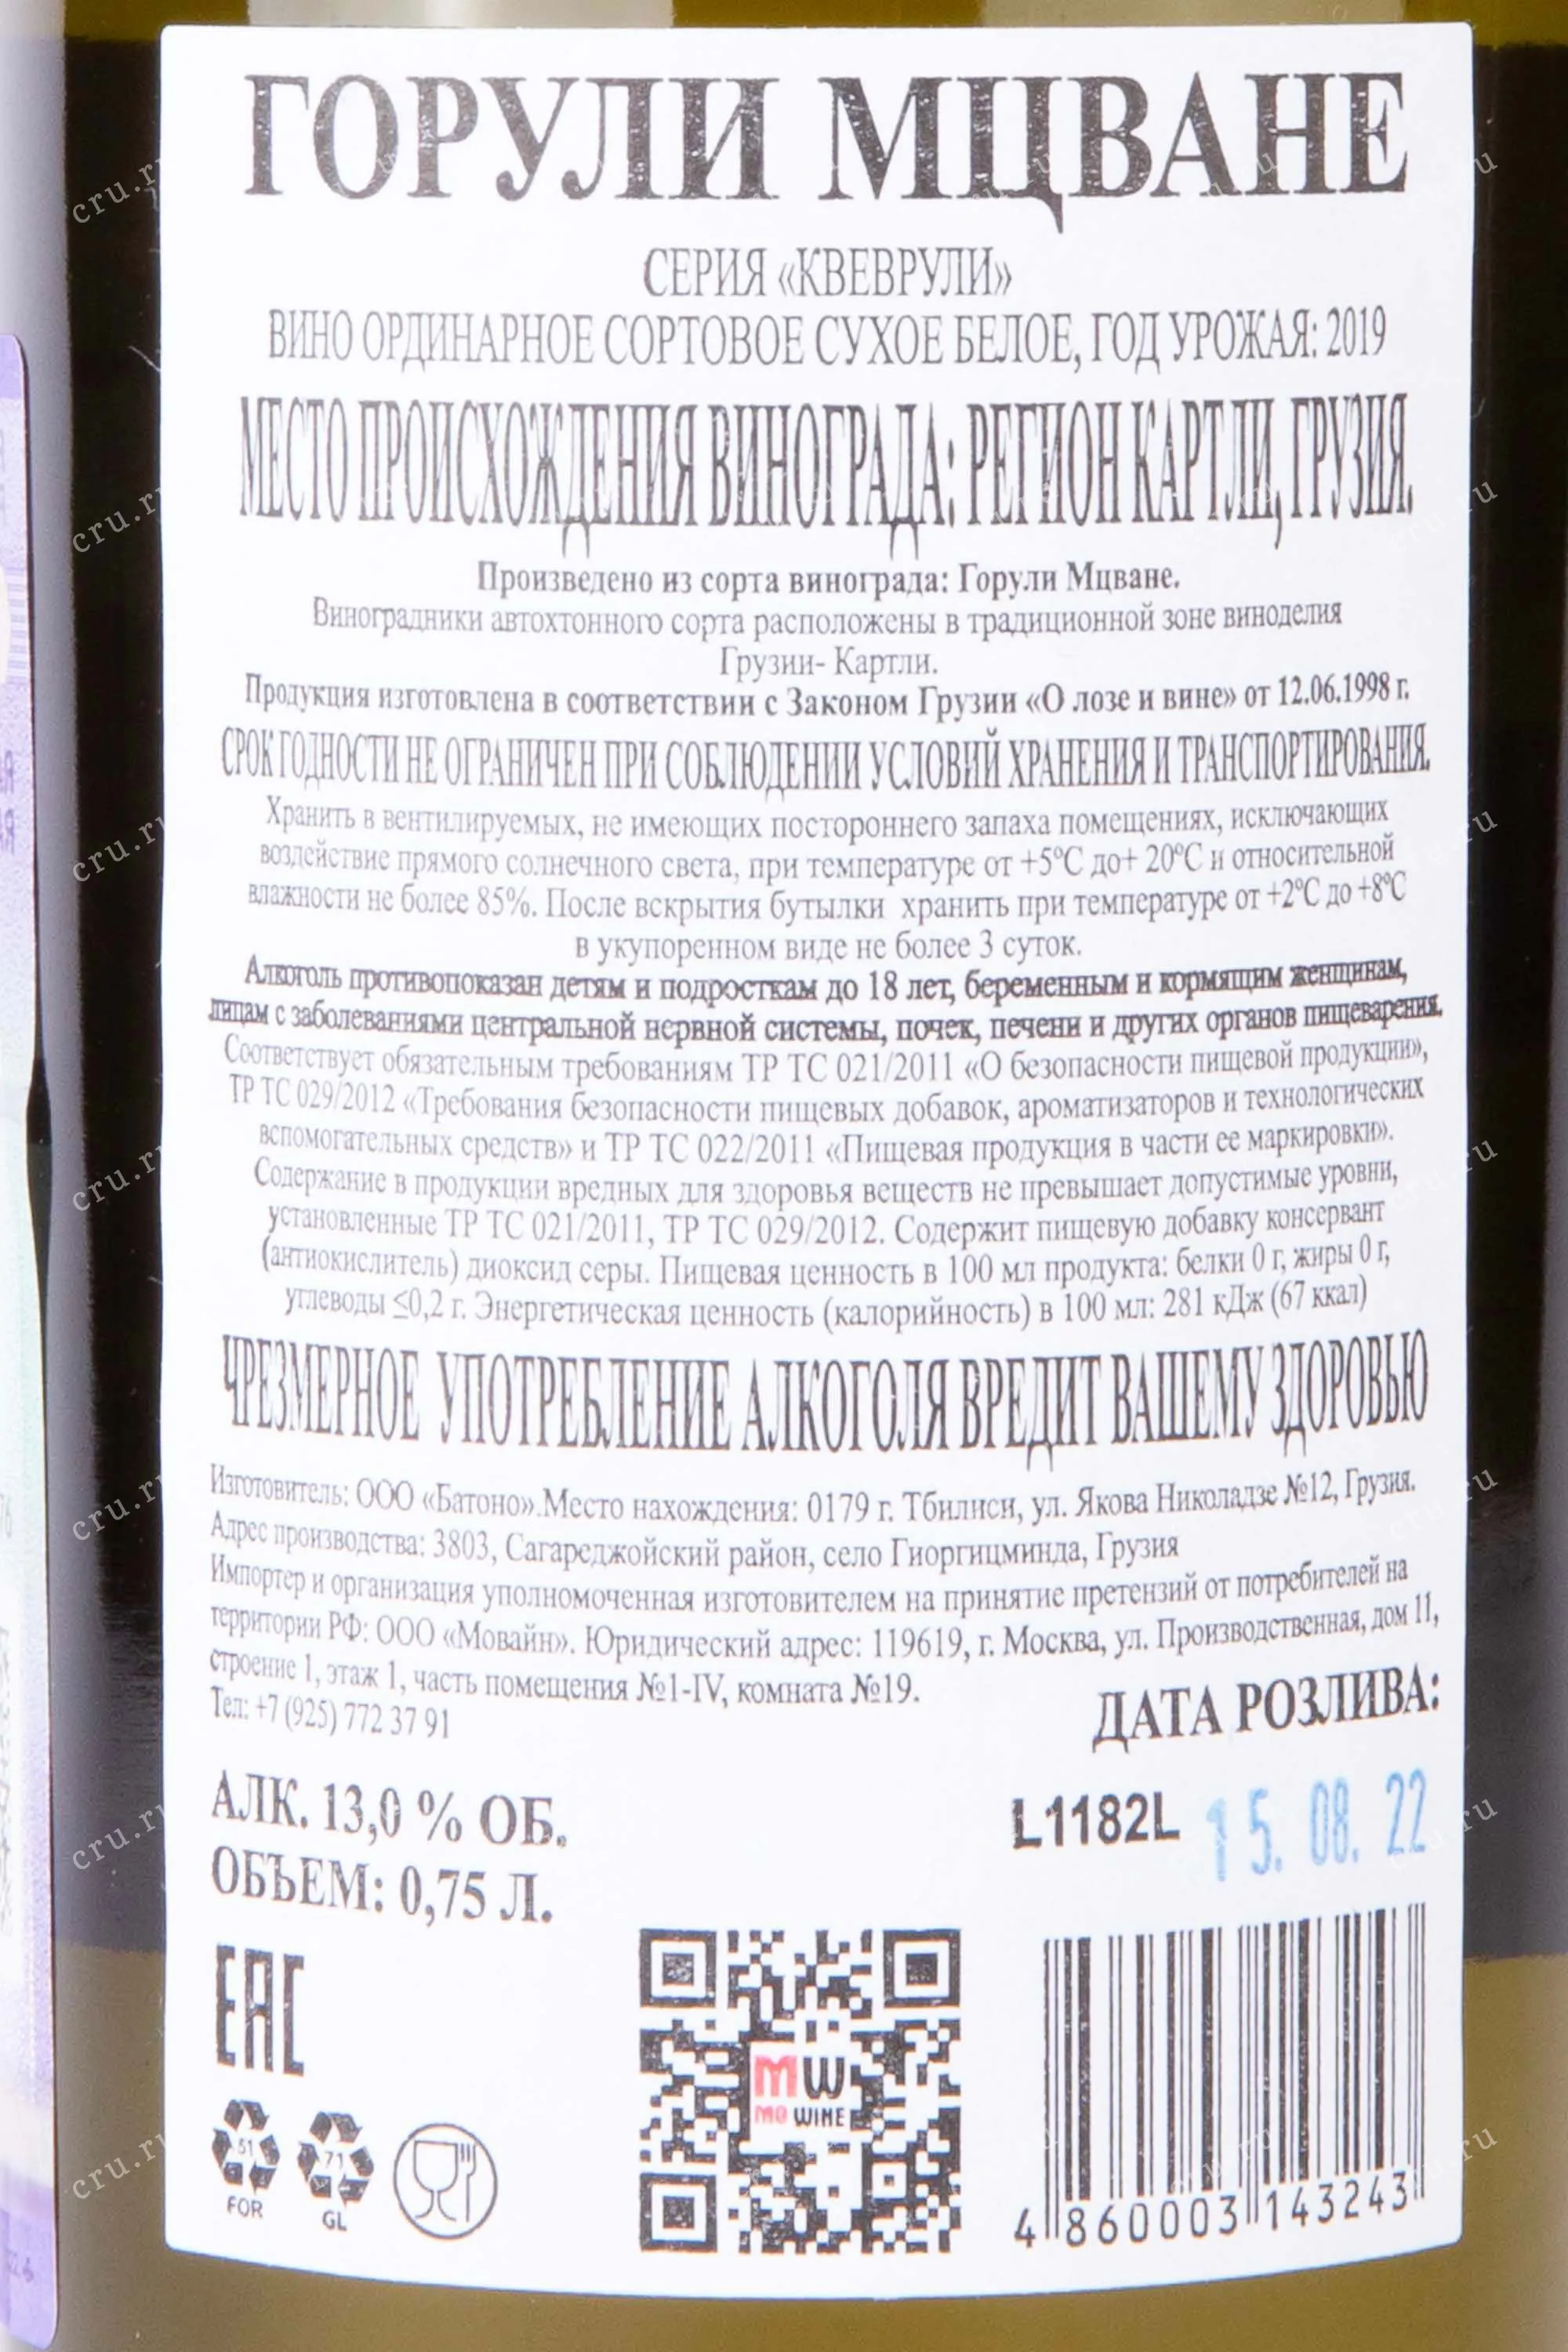 ГОРУЛИ МЦВАНЕ
СЕРИЯ «КВЕВРУЛИ»
ВИНО ОРДИНАРНОЕ СОРТОВОЕ СУХОЕ БЕЛОЕ, ГОД УРОЖАЯ: 2019
МЕСТО ПРОИСХОЖДЕНИЯ ВИНОГРАДА: РЕГИОН КАРТЛИ, ГРУЗИЯ.
Произведено из сорта винограда: Горули Мцване.
Виноградники автохтонного сорта расположены в традиционной зоне виноделия
Грузии- Картли.
Продукция изготовлена в соответствии с Законом Грузии «О лозе и вине» от 12.06.1998 г.
СРОК ГОДНОСТИ НЕ ОГРАНИЧЕН ПРИ СОБЛЮДЕНИИ УСЛОВИЙ ХРАНЕНИЯ И ТРАНСПОРТИРОВАНИЯ.
Хранить в вентилируемых, не имеющих постороннего запаха помещениях, исключающих
воздействие прямого солнечного света, при температуре от +5°С до+ 20°С и относительной
влажности не более 85%. После вскрытия бутылки хранить при температуре от +2°С до +8°С
в укупоренном виде не более 3 суток.
Алкоголь противопоказан детям и подросткам до 18 лет, беременным и кормящим женщинам,
лицам с заболеваниями центральной нервной системы, почек, печени и других органов пищеварения.
Соответствует обязательным требованиям ТР ТС 021/2011 «О безопасности пищевой продукции»,
ТР ТС 029/2012 «Требования безопасности пищевых добавок, ароматизаторов и технологических
вспомогательных средств» и ТР ТС 022/2011 «Пищевая продукция в части ее маркировки».
Содержание в продукции вредных для здоровья веществ не превышает допустимые уровни,
установленные ТР ТС 021/2011, ТР ТС 029/2012. Содержит пищевую добавку консервант
(антиокислитель) диоксид серы. Пищевая ценность в 100 мл продукта: белки 0 г, жиры 0 г,
углеводы ≤0,2 г. Энергетическая ценность (калорийность) в 100 мл: 281 кДж (67 ккал)
ЧРЕЗМЕРНОЕ УПОТРЕБЛЕНИЕ АЛКОГОЛЯ ВРЕДИТ ВАШЕМУ ЗДОРОВЬЮ
Изготовитель: ООО «Батоно».Место нахождения: 0179 г. Тбилиси, ул. Якова Николадзе №12, Грузия.
Адрес производства: 3803, Сагареджойский район, село Гиоргицминда, Грузия
Импортер и организация уполномоченная изготовителем на принятие претензий от потребителей на
территории РФ: ООО «Мовайн». Юридический адрес: 119619, г. Москва, ул. Производственная, дом 11,
строение 1, этаж 1, часть помещения №1-IV, комната №19.
Тел: +7 (925) 772 37 91
ДАТА РОЗЛИВА:
L1182L 15. 08. 22
АЛК. 13,0 % ОБ.
ОБЪЕМ: 0,75 Л.
EAC
51
FOR
71
GL
MW
MO WINE
4 860003 143243
cru.ru